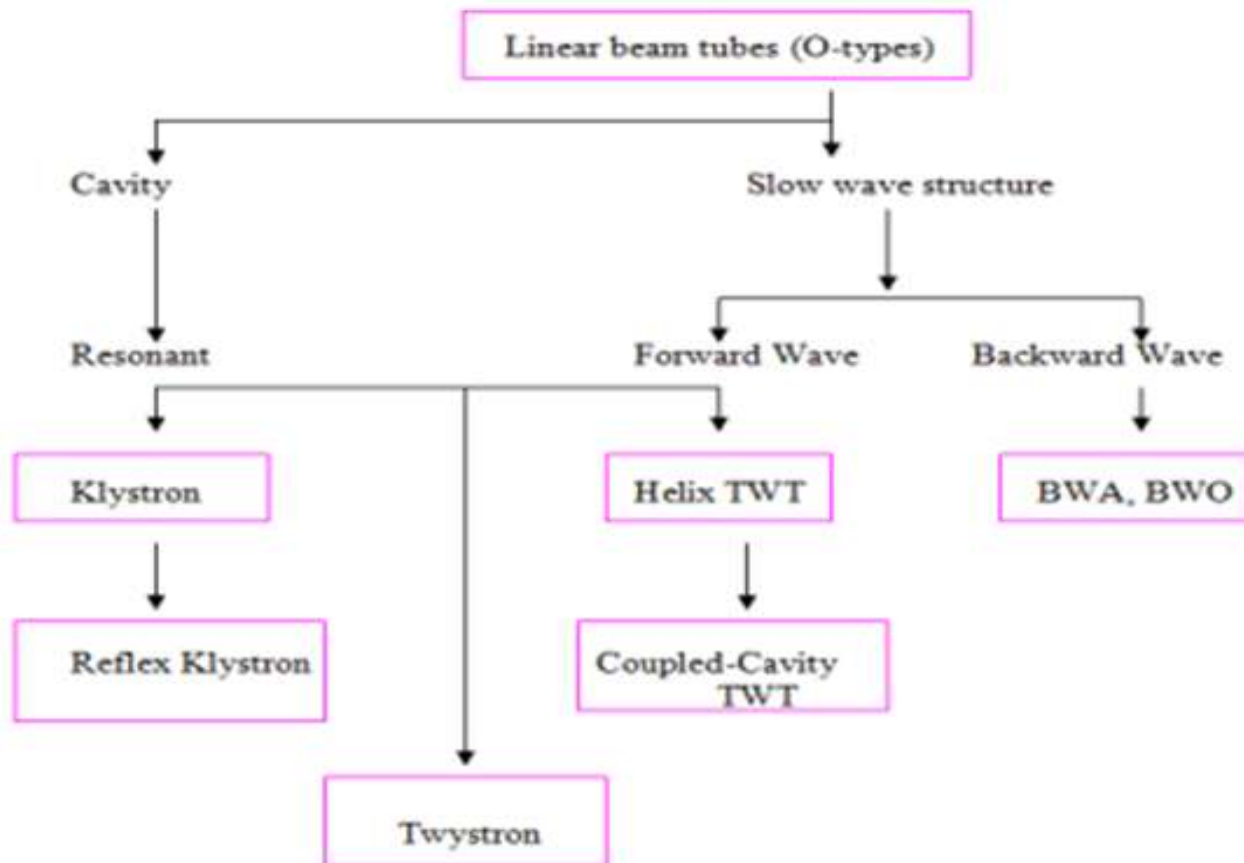 Linear beam tubes (O-types)
Cavity
Slow wave structure
Resonant
Forward Wave
Backward Wave
Klystron
Helix TWT
BWA, BWO
Reflex Klystron
Coupled-Cavity
TWT
Twystron